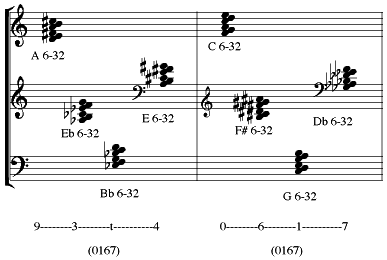 A 6-32
C 6-32
Eb 6-32
E 6-32
F# 6-32
Db 6-32
Bb 6-32
G 6-32
9--------3-------t----------4
0--------6--------1---------7
(0167)
(0167)